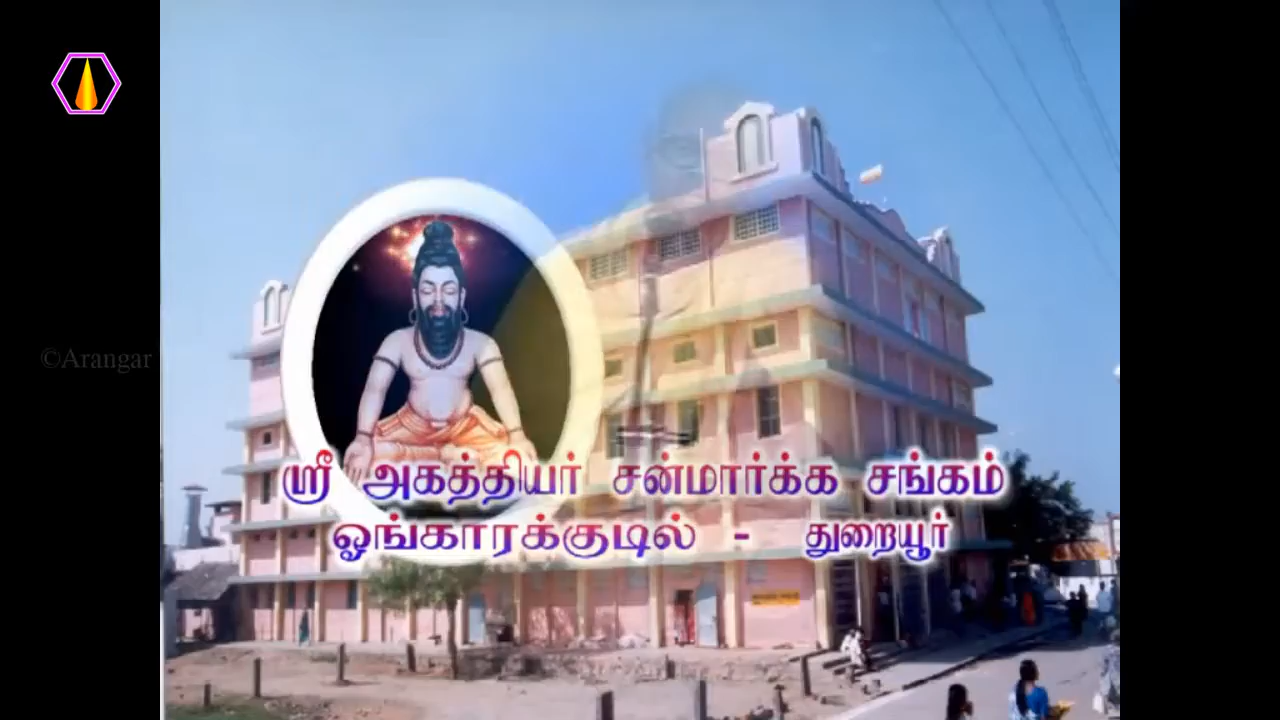 ©Arangar
ஸ்ரீ அகத்தியர் சன்மார்க்க சங்கம்
ஓங்காரக்குடில் - துறையூர்